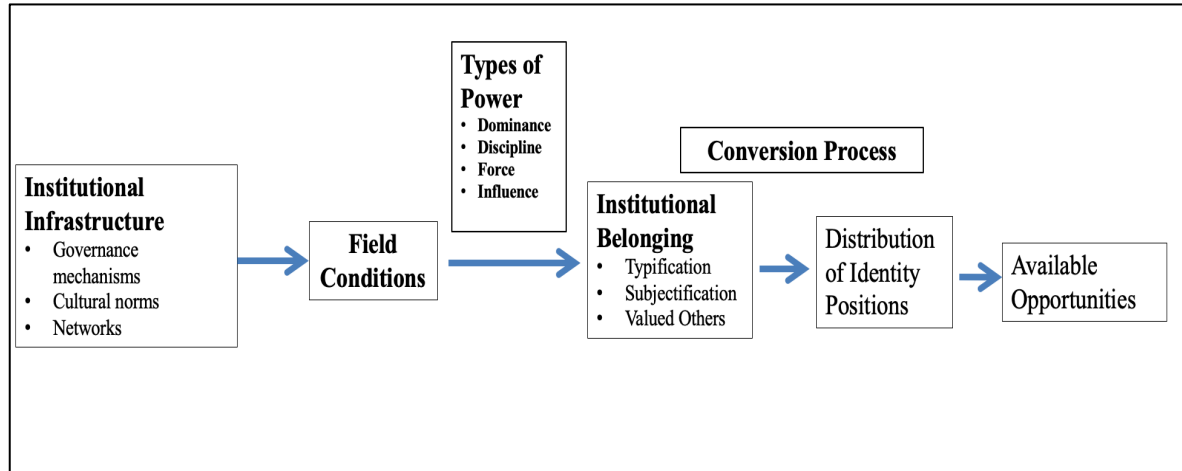 Institutional
Infrastructure
• Governance
mechanisms
• Cultural norms
• Networks
Field
Conditions
Types of
Power
• Dominance
• Discipline
• Force
• Influence
Conversion Process
Institutional
Belonging
• Typification
• Subjectification
• Valued Others
Distribution
of Identity
Positions
Available
Opportunities